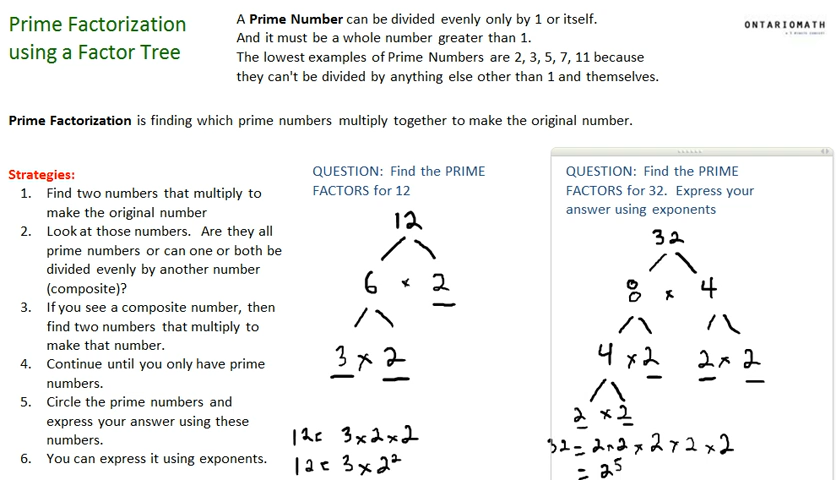 Prime Factorization
using a Factor Tree
A Prime Number can be divided evenly only by 1 or itself.
And it must be a whole number greater than 1.
The lowest examples of Prime Numbers are 2, 3, 5, 7, 11 because
they can't be divided by anything else other than 1 and themselves.
ONTARIOMATH
Prime Factorization is finding which prime numbers multiply together to make the original number.
Strategies:
1. Find two numbers that multiply to
make the original number
2. Look at those numbers. Are they all
prime numbers or can one or both be
divided evenly by another number
(composite)?
3. If you see a composite number, then
find two numbers that multiply to
make that number.
4. Continue until you only have prime
numbers.
5. Circle the prime numbers and
express your answer using these
numbers.
6. You can express it using exponents.
QUESTION: Find the PRIME
FACTORS for 12
12
6 × 2
3 × 2
12= 3×2×2
12= 3×2²
QUESTION: Find the PRIME
FACTORS for 32. Express your
answer using exponents
32
8 × 4
4 ×2 2× 2
2 ×2
32=2×2×2×2×2
= 2⁵